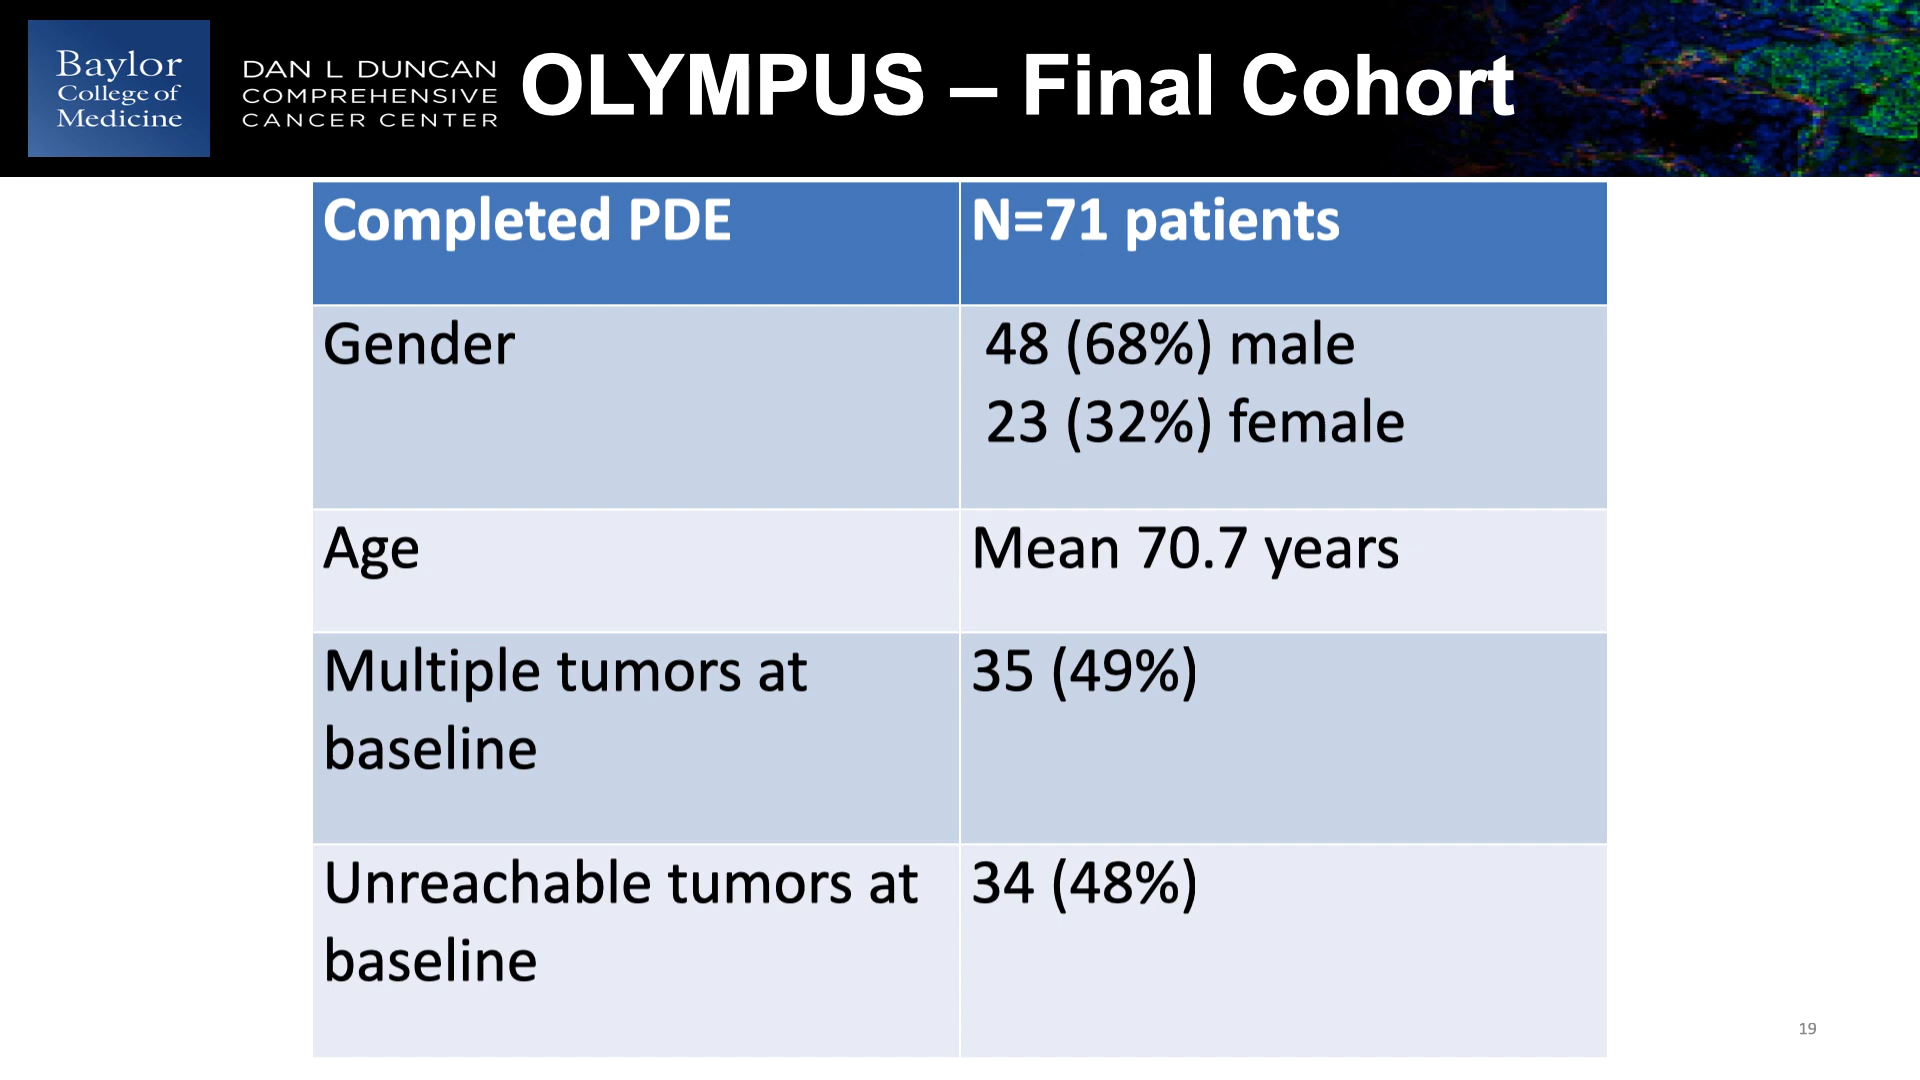 Baylor
College of
Medicine
DAN L DUNCAN
COMPREHENSIVE
CANCER CENTER
OLYMPUS – Final Cohort
Completed PDE
N=71 patients
Gender
48 (68%) male
23 (32%) female
Age
Mean 70.7 years
Multiple tumors at
baseline
35 (49%)
Unreachable tumors at
baseline
34 (48%)
19